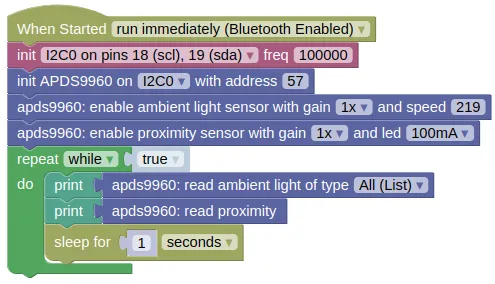 When Started run immediately (Bluetooth Enabled) ▾
init I2C0 on pins 18 (scl), 19 (sda) ▾ freq 100000
init APDS9960 on I2C0 ▾ with address 57
apds9960: enable ambient light sensor with gain 1x ▾ and speed 219
apds9960: enable proximity sensor with gain 1x ▾ and led 100mA ▾
repeat while ▾ true ▾
do print apds9960: read ambient light of type All (List) ▾
print apds9960: read proximity
sleep for 1 seconds ▾